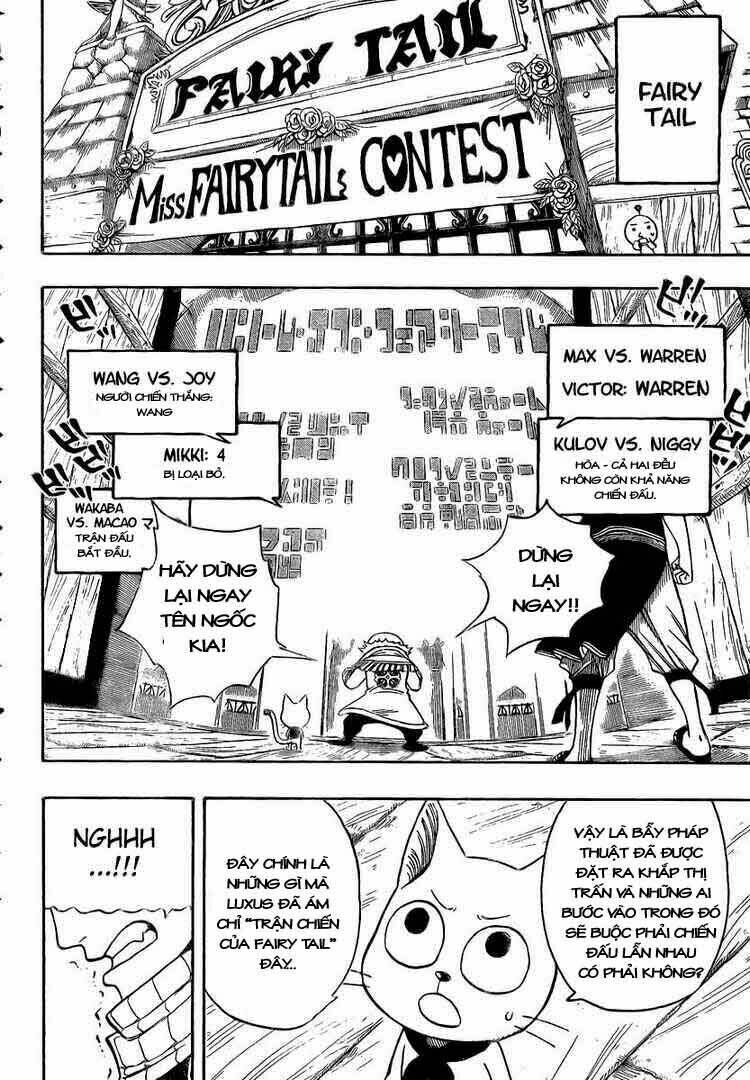 FAIRY TAIL
MISS FAIRYTAIL CONTEST
FAIRY
TAIL
WANG VS. JOY
NGƯỜI CHIẾN THẮNG:
WANG
MIKKI: 4
BỊ LOẠI BỎ.
WAKABA
VS. MACAO
TRẬN ĐẤU
BẮT ĐẦU.
MAX VS. WARREN
VICTOR: WARREN
KULOV VS. NIGGY
HÒA - CẢ HAI ĐỀU
KHÔNG CÒN KHẢ NĂNG
CHIẾN ĐẤU.
HÃY DỪNG
LẠI NGAY
TÊN NGỐC
KIA!
DỪNG
LẠI
NGAY!!
NGHHH
...!!!
ĐÂY CHÍNH LÀ
NHỮNG GÌ MÀ
LUXUS ĐÃ ÁM
CHỈ "TRẬN CHIẾN
CỦA FAIRY TAIL"
ĐÂY..
VẬY LÀ BẪY PHÁP
THUẬT ĐÃ ĐƯỢC
ĐẶT RA KHẮP THỊ
TRẤN VÀ NHỮNG AI
BƯỚC VÀO TRONG ĐÓ
SẼ BUỘC PHẢI CHIẾN
ĐẤU LẪN NHAU
CÓ PHẢI KHÔNG?